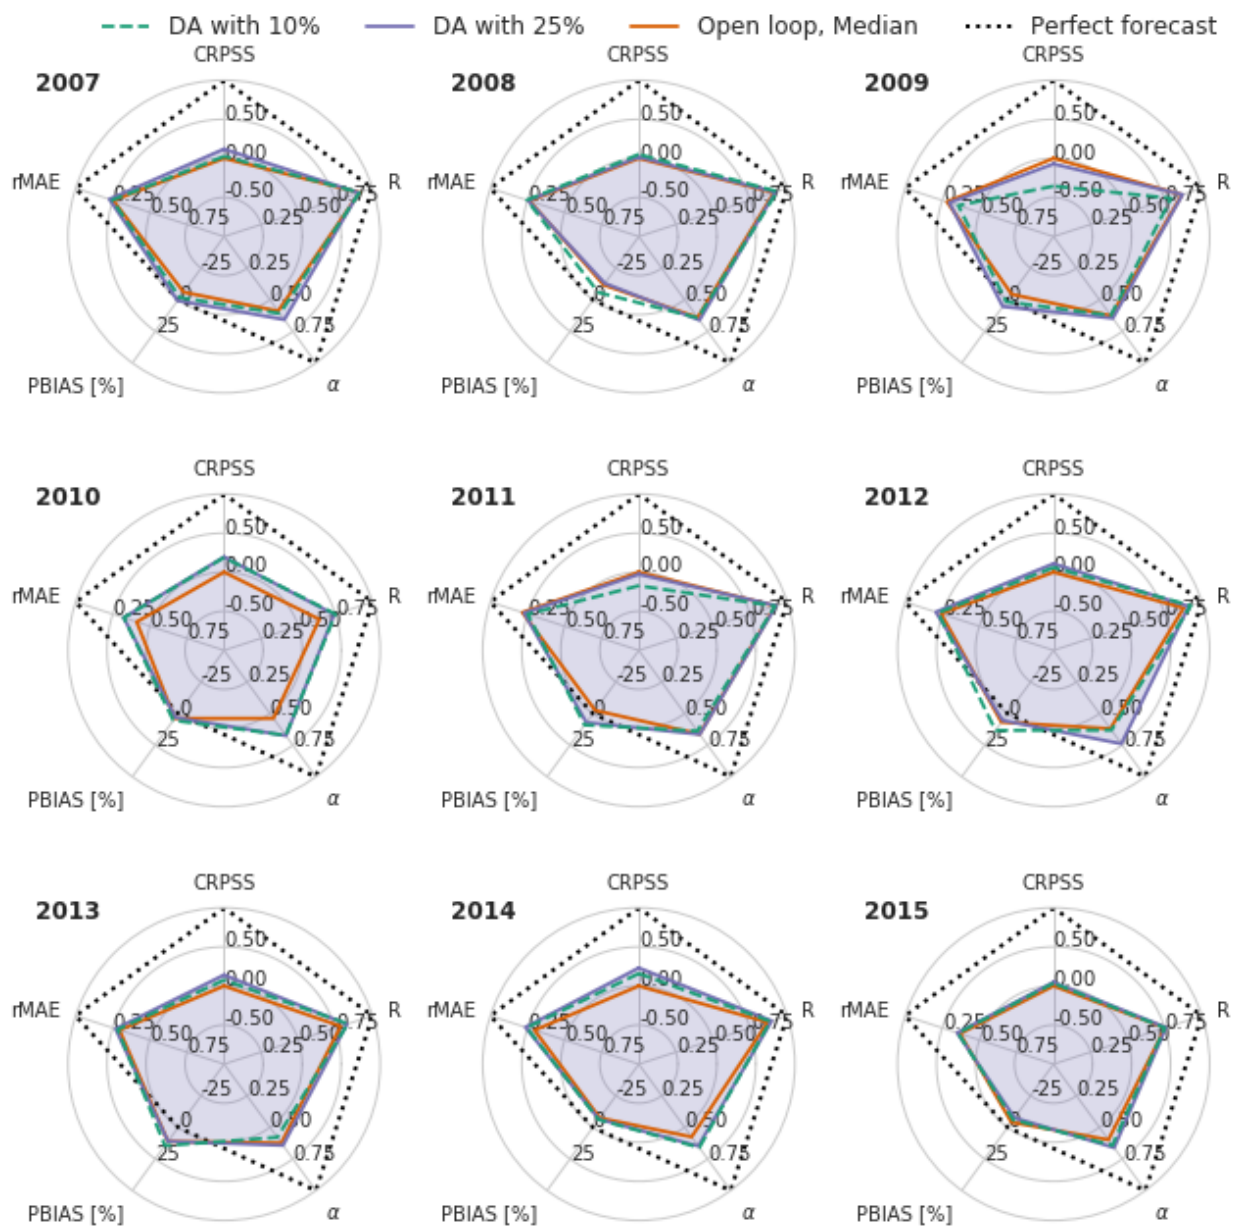 DA with 10% DA with 25% Open loop, Median Perfect forecast
CRPSS CRPSS CRPSS
2007 2008 2009
0.50 0.50 0.50
0.00 0.00 0.00
rMAE 0.25 0.50 0.75 -0.50 0.25 0.50 0.75 R
rMAE 0.25 0.50 0.75 -0.50 0.25 0.50 0.75 R
rMAE 0.25 0.50 0.75 -0.50 0.25 0.50 0.75 R
-25 0.25 -25 0.25 -25 0.25
0 0.50 0 0.50 0 0.50
25 0.75 25 0.75 25 0.75
PBIAS [%] α PBIAS [%] α PBIAS [%] α
CRPSS CRPSS CRPSS
2010 2011 2012
0.50 0.50 0.50
0.00 0.00 0.00
rMAE 0.25 0.50 0.75 -0.50 0.25 0.50 0.75 R
rMAE 0.25 0.50 0.75 -0.50 0.25 0.50 0.75 R
rMAE 0.25 0.50 0.75 -0.50 0.25 0.50 0.75 R
-25 0.25 -25 0.25 -25 0.25
0 0.50 0 0.50 0 0.50
25 0.75 25 0.75 25 0.75
PBIAS [%] α PBIAS [%] α PBIAS [%] α
CRPSS CRPSS CRPSS
2013 2014 2015
0.50 0.50 0.50
0.00 0.00 0.00
rMAE 0.25 0.50 0.75 -0.50 0.25 0.50 0.75 R
rMAE 0.25 0.50 0.75 -0.50 0.25 0.50 0.75 R
rMAE 0.25 0.50 0.75 -0.50 0.25 0.50 0.75 R
-25 0.25 -25 0.25 -25 0.25
0 0.50 0 0.50 0 0.50
25 0.75 25 0.75 25 0.75
PBIAS [%] α PBIAS [%] α PBIAS [%] α